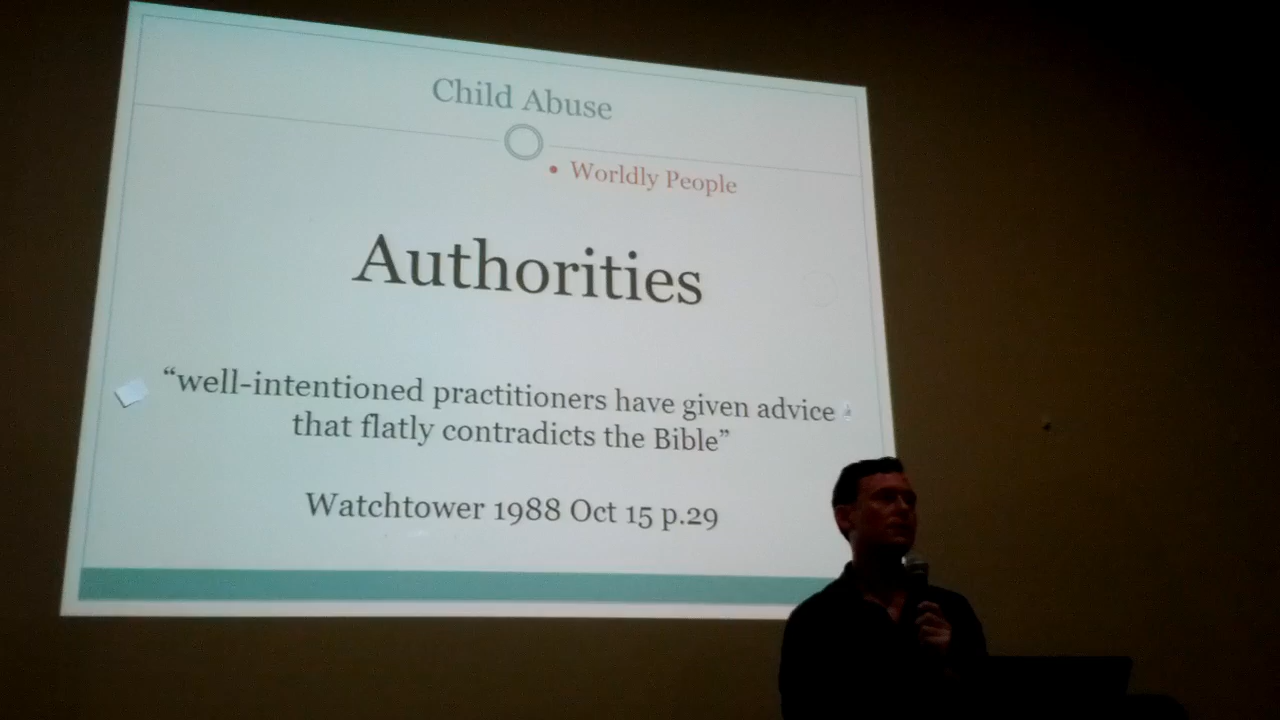 Child Abuse
• Worldly People
Authorities
“well-intentioned practitioners have given advice
that flatly contradicts the Bible”
Watchtower 1988 Oct 15 p.29